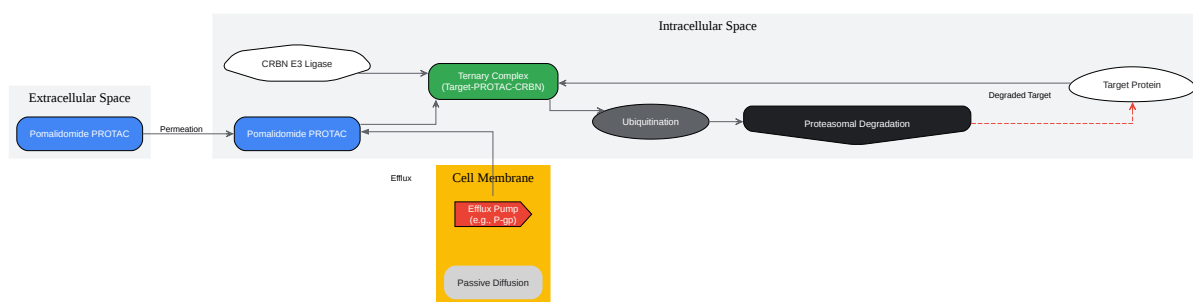 Intracellular Space
CRBN E3 Ligase
Ternary Complex
(Target-PROTAC-CRBN)
Target Protein
Degraded Target
Extracellular Space
Pomalidomide PROTAC
Permeation
Pomalidomide PROTAC
Ubiquitination
Proteasomal Degradation
Efflux
Cell Membrane
Efflux Pump
(e.g., P-gp)
Passive Diffusion